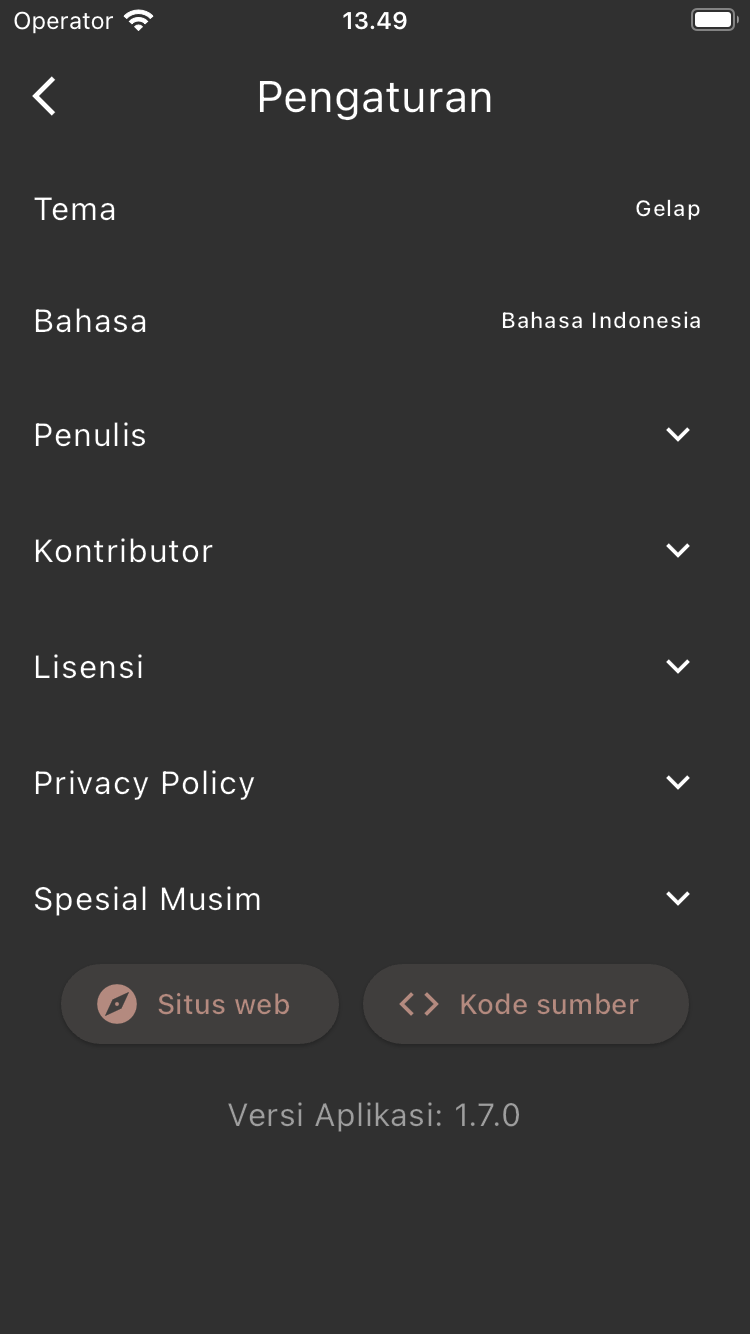 Operator 13.49
Pengaturan
Tema Gelap
Bahasa Bahasa Indonesia
Penulis
Kontributor
Lisensi
Privacy Policy
Spesial Musim
Situs web Kode sumber
Versi Aplikasi: 1.7.0